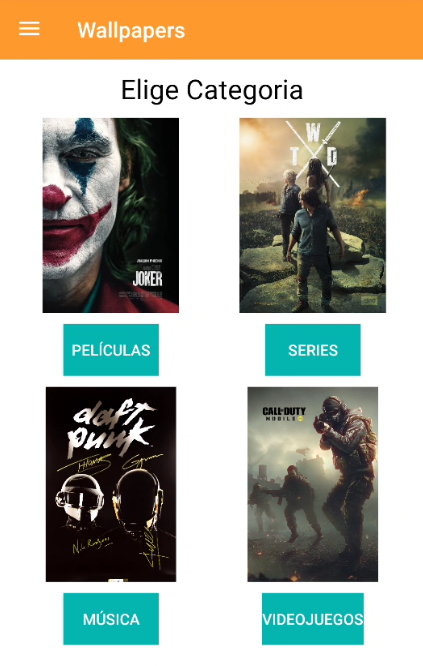 Wallpapers
Elige Categoria
JOKER
W
T D
PELÍCULAS
SERIES
daft
punk.
CALL OF DUTY
MOBILE
MÚSICA
VIDEOJUEGOS